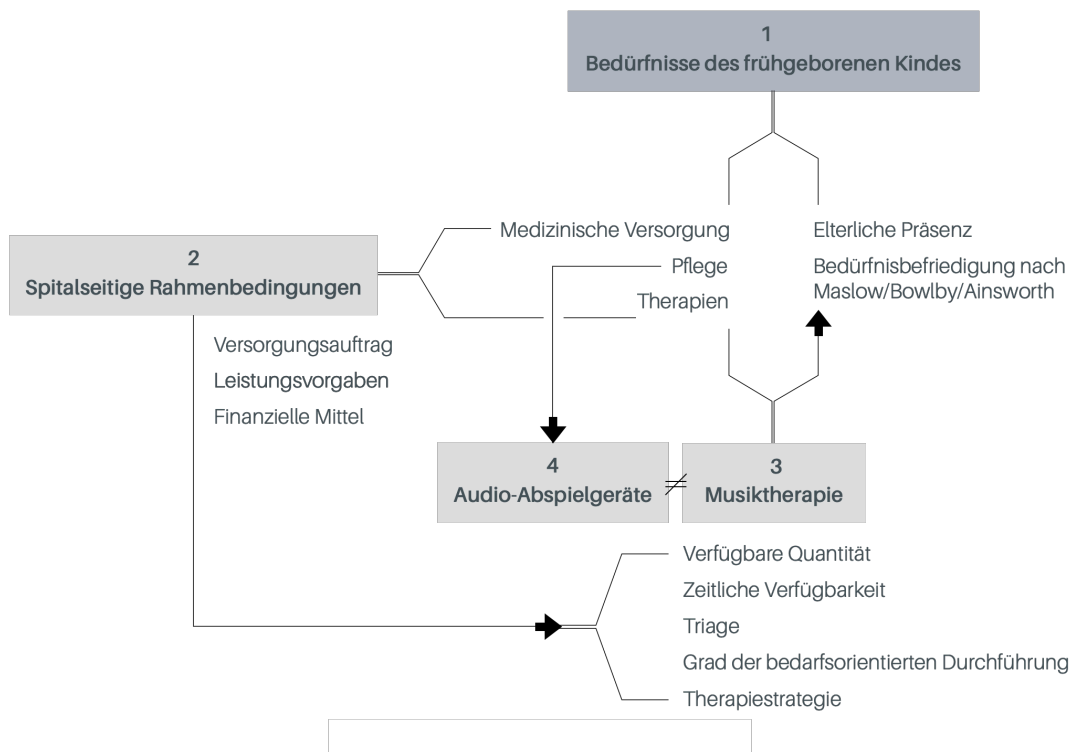 1
Bedürfnisse des frühgeborenen Kindes
Medizinische Versorgung
Pflege
Therapien
Elterliche Präsenz
Bedürfnisbefriedigung nach
Maslow/Bowlby/Ainsworth
2
Spitalseitige Rahmenbedingungen
Versorgungsauftrag
Leistungsvorgaben
Finanzielle Mittel
4
Audio-Abspielgeräte
3
Musiktherapie
Verfügbare Quantität
Zeitliche Verfügbarkeit
Triage
Grad der bedarfsorientierten Durchführung
Therapiestrategie